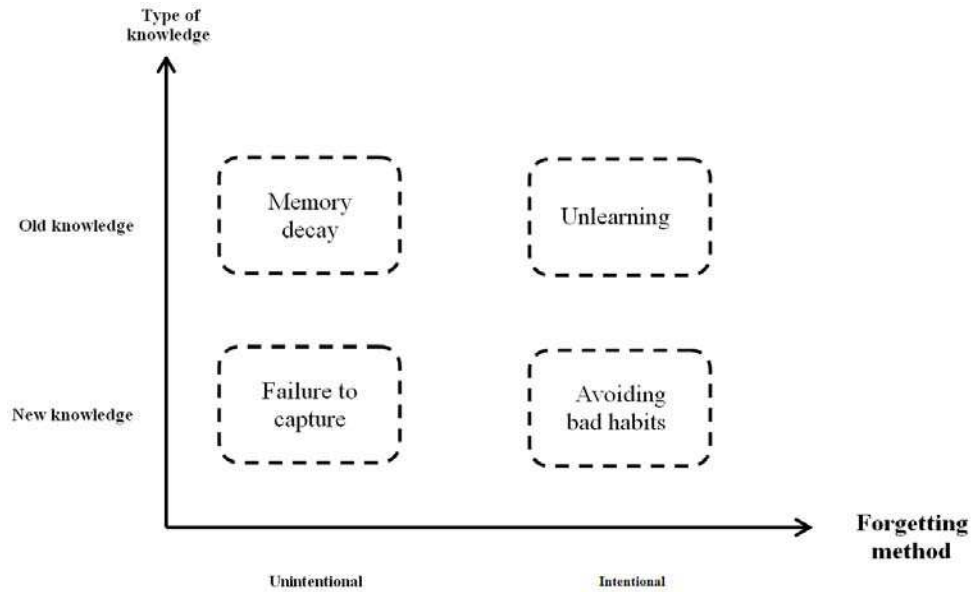 Type of
knowledge
Old knowledge
Memory
decay
Unlearning
New knowledge
Failure to
capture
Avoiding
bad habits
Forgetting
method
Unintentional
Intentional